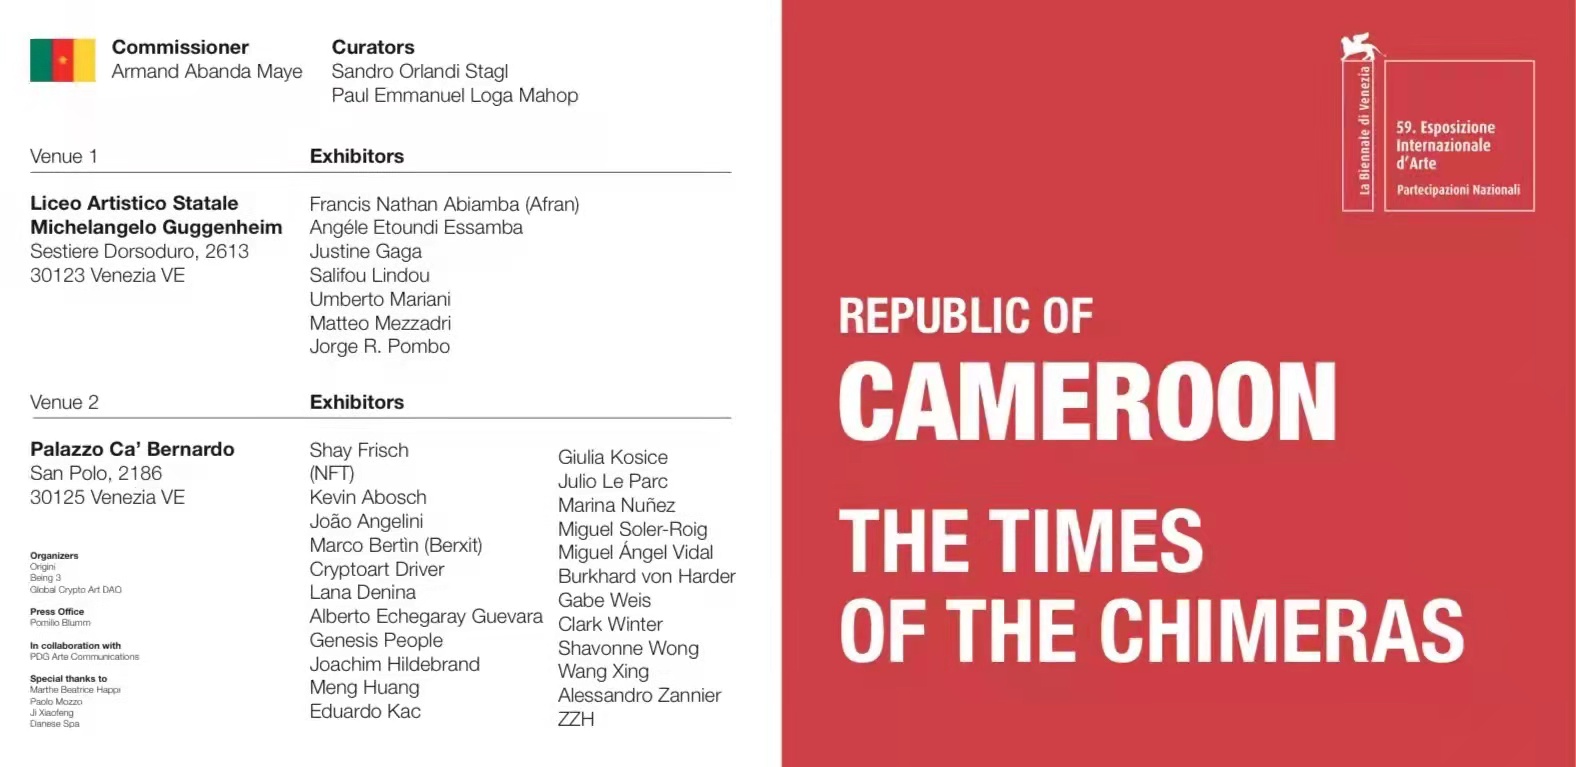 Commissioner
Armand Abanda Maye
Curators
Sandro Orlandi Stagl
Paul Emmanuel Loga Mahop
Venue 1
Exhibitors
Liceo Artistico Statale
Michelangelo Guggenheim
Sestiere Dorsoduro, 2613
30123 Venezia VE
Francis Nathan Abiamba (Afran)
Angéle Etoundi Essamba
Justine Gaga
Salifou Lindou
Umberto Mariani
Matteo Mezzadri
Jorge R. Pombo
Venue 2
Exhibitors
Palazzo Ca’ Bernardo
San Polo, 2186
30125 Venezia VE
Shay Frisch
(NFT)
Kevin Abosch
João Angelini
Marco Bertìn (Berxit)
Cryptoart Driver
Lana Denina
Alberto Echegaray Guevara
Genesis People
Joachim Hildebrand
Meng Huang
Eduardo Kac
Giulia Kosice
Julio Le Parc
Marina Nuñez
Miguel Soler-Roig
Miguel Ángel Vidal
Burkhard von Harder
Gabe Weis
Clark Winter
Shavonne Wong
Wang Xing
Alessandro Zannier
ZZH
Organizers
Origini
Being 3
Global Crypto Art DAO
Press Office
Pomilio Blumm
In collaboration with
PDG Arte Communications
Special thanks to
Marthe Beatrice Happi
Paolo Mozzo
Ji Xiaofeng
Danese Spa
La Biennale di Venezia
59. Esposizione
Internazionale
d’Arte
Partecipazioni Nazionali
REPUBLIC OF
CAMEROON
THE TIMES
OF THE CHIMERAS